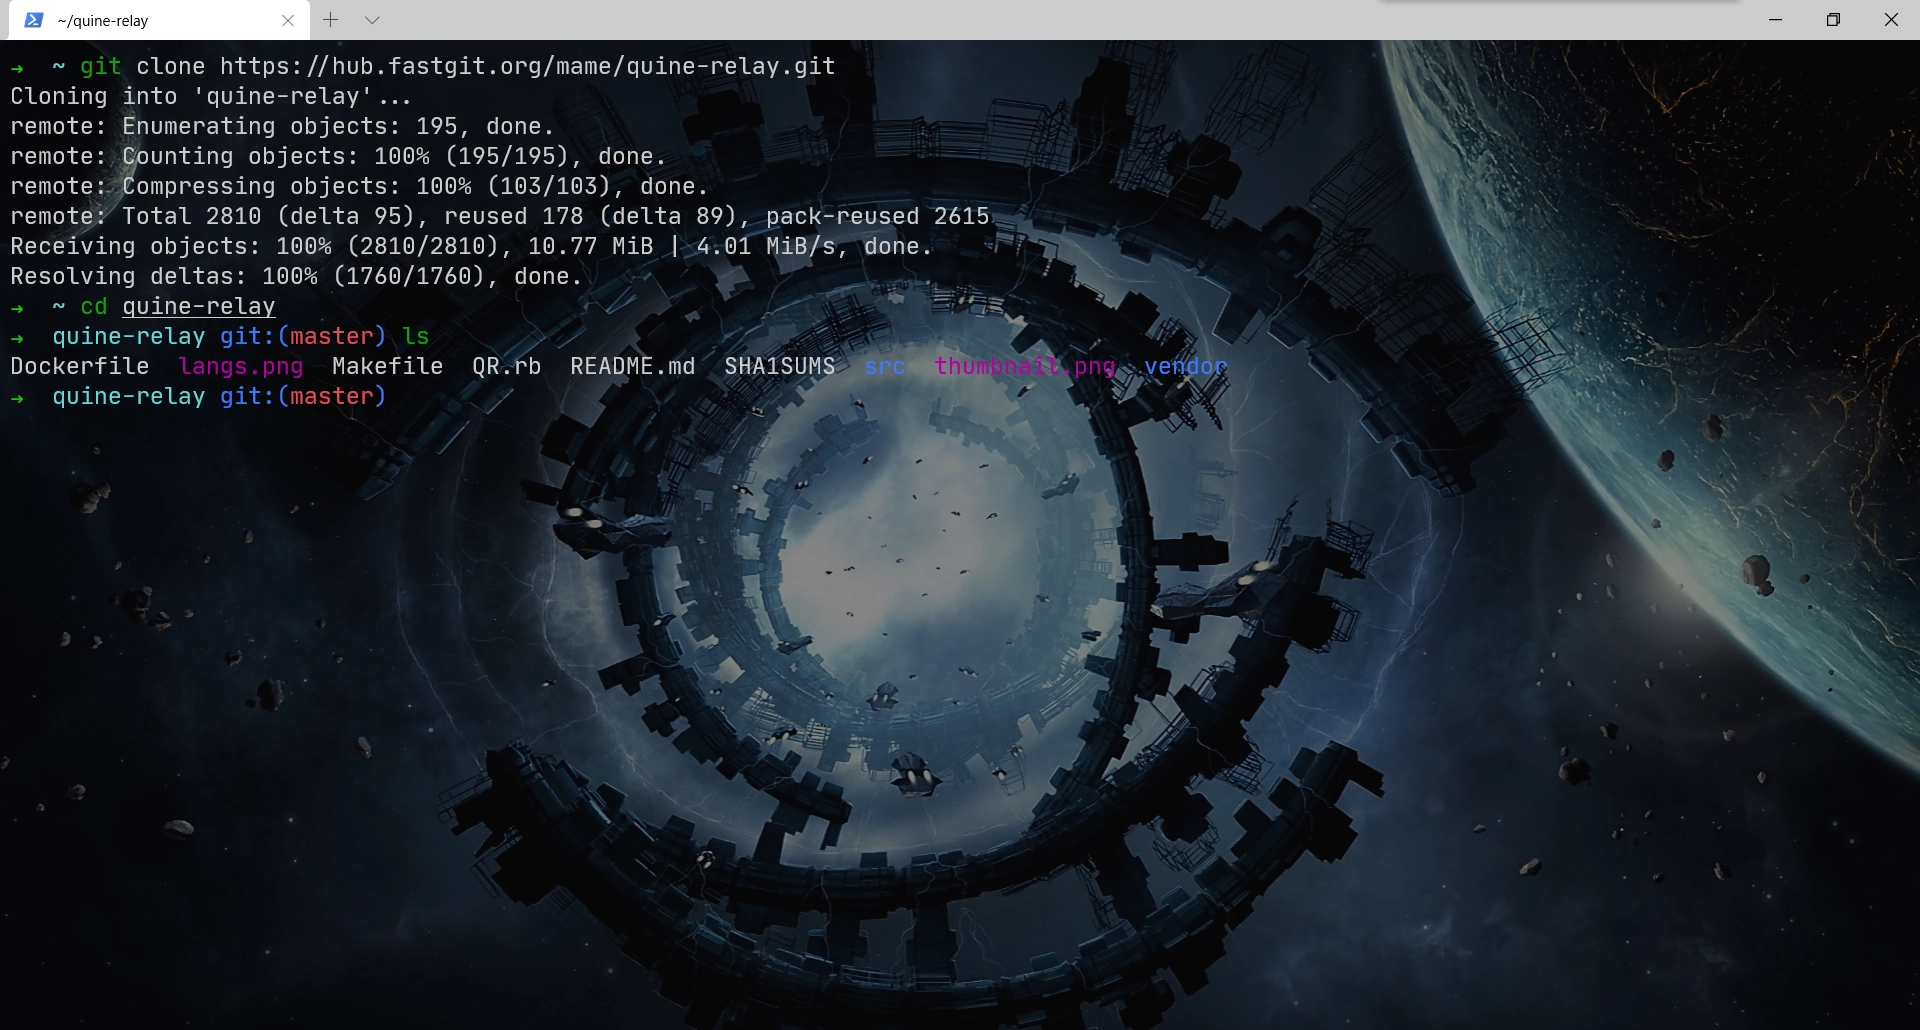 ~/quine-relay
➜  ~ git clone https://hub.fastgit.org/mame/quine-relay.git
Cloning into 'quine-relay'...
remote: Enumerating objects: 195, done.
remote: Counting objects: 100% (195/195), done.
remote: Compressing objects: 100% (103/103), done.
remote: Total 2810 (delta 95), reused 178 (delta 89), pack-reused 2615
Receiving objects: 100% (2810/2810), 10.77 MiB | 4.01 MiB/s, done.
Resolving deltas: 100% (1760/1760), done.
➜  ~ cd quine-relay
➜  quine-relay git:(master) ls
Dockerfile  langs.png  Makefile  QR.rb  README.md  SHA1SUMS  src  thumbnail.png  vendor
➜  quine-relay git:(master)